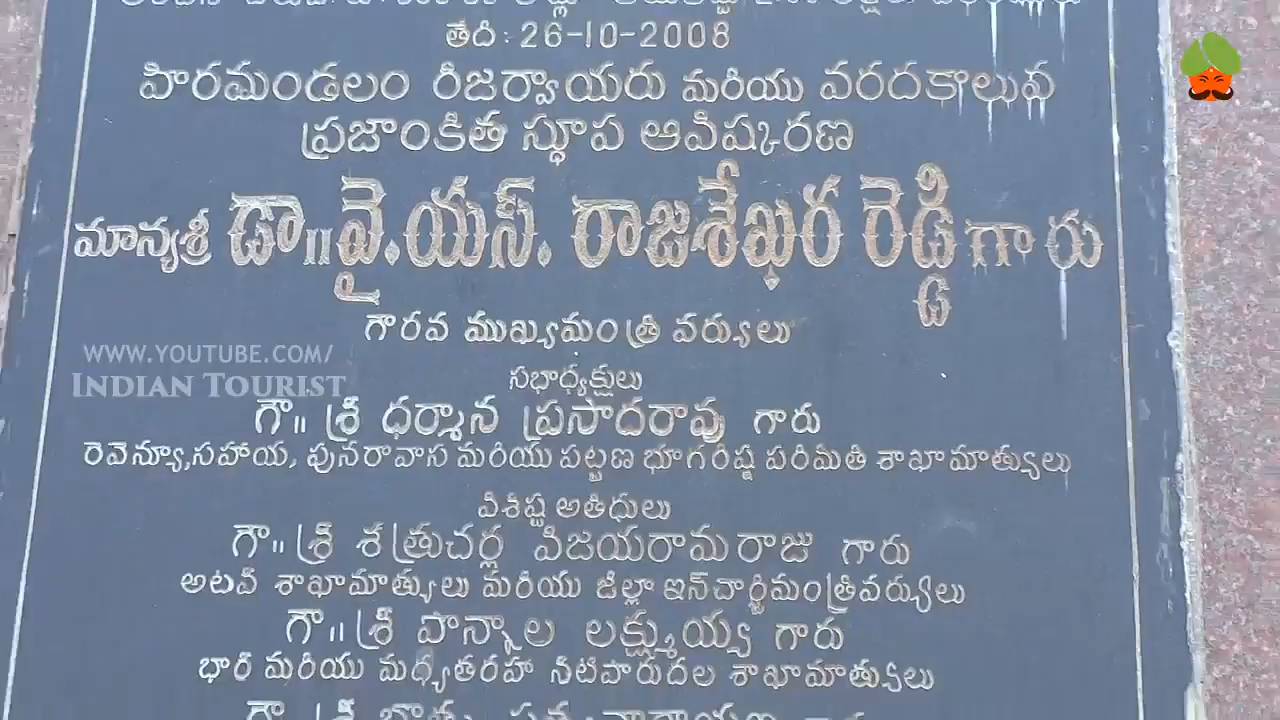 తేది: 26-10-2008
హిరమండలం రిజర్వాయరు మరియు వరదకాలువ
ప్రజాంకిత స్థూప ఆవిష్కరణ
మాన్యశ్రీ డా॥వై.యస్. రాజశేఖర రెడ్డి గారు
గౌరవ ముఖ్యమంత్రి వర్యులు
WWW.YOUTUBE.COM/
INDIAN TOURIST
సభాధ్యక్షులు
గౌ॥ శ్రీ ధర్మాన ప్రసాదరావు గారు
రెవెన్యూ,సహాయ, పునరావాస మరియు పట్టణ భూగరిష్ట పరిమితి శాఖామాత్యులు
విశిష్ట అతిధులు
గౌ॥ శ్రీ శత్రుచర్ల విజయరామరాజు గారు
అటవి శాఖామాత్యులు మరియు జిల్లా ఇన్‌చార్జిమంత్రివర్యులు
గౌ॥ శ్రీ పొన్నాల లక్ష్మయ్య గారు
భారీ మరియు మధ్యతరహా నీటిపారుదల శాఖామాత్యులు